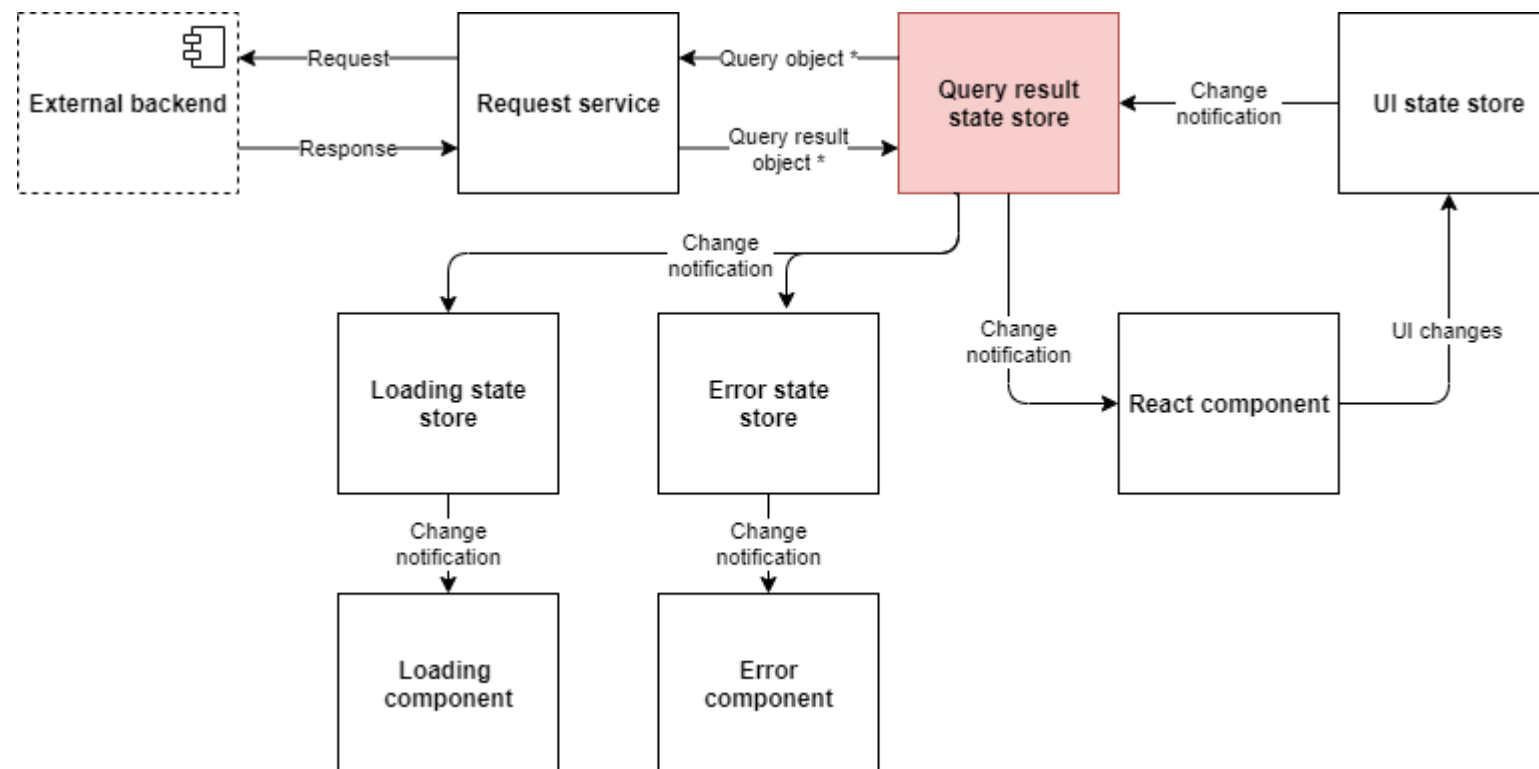 External backend
Request
Response
Request service
Query object *
Query result
object *
Query result
state store
Change
notification
UI state store
Change
notification
Change
notification
UI changes
Loading state
store
Error state
store
React component
Change
notification
Change
notification
Loading
component
Error
component